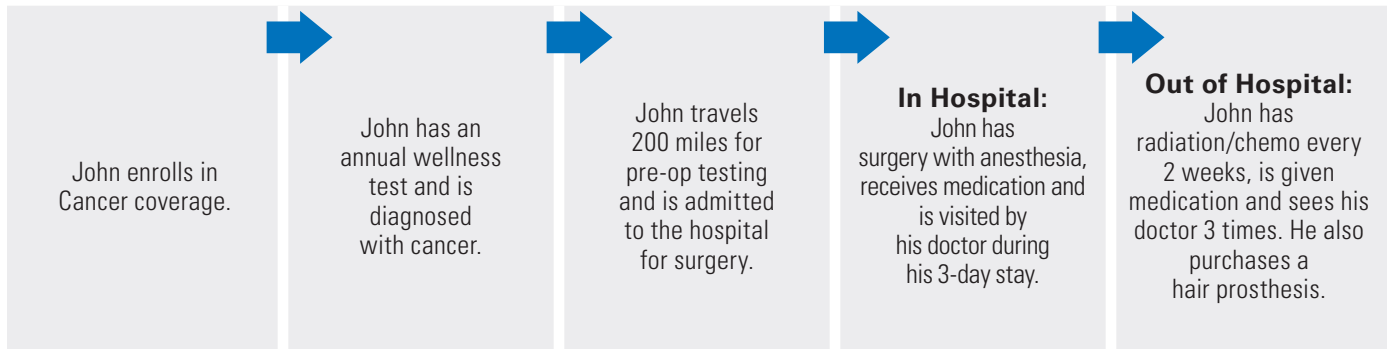 John enrolls in
Cancer coverage.
John has an
annual wellness
test and is
diagnosed
with cancer.
John travels
200 miles for
pre-op testing
and is admitted
to the hospital
for surgery.
In Hospital:
John has
surgery with anesthesia,
receives medication and
is visited by
his doctor during
his 3-day stay.
Out of Hospital:
John has
radiation/chemo every
2 weeks, is given
medication and sees his
doctor 3 times. He also
purchases a
hair prosthesis.